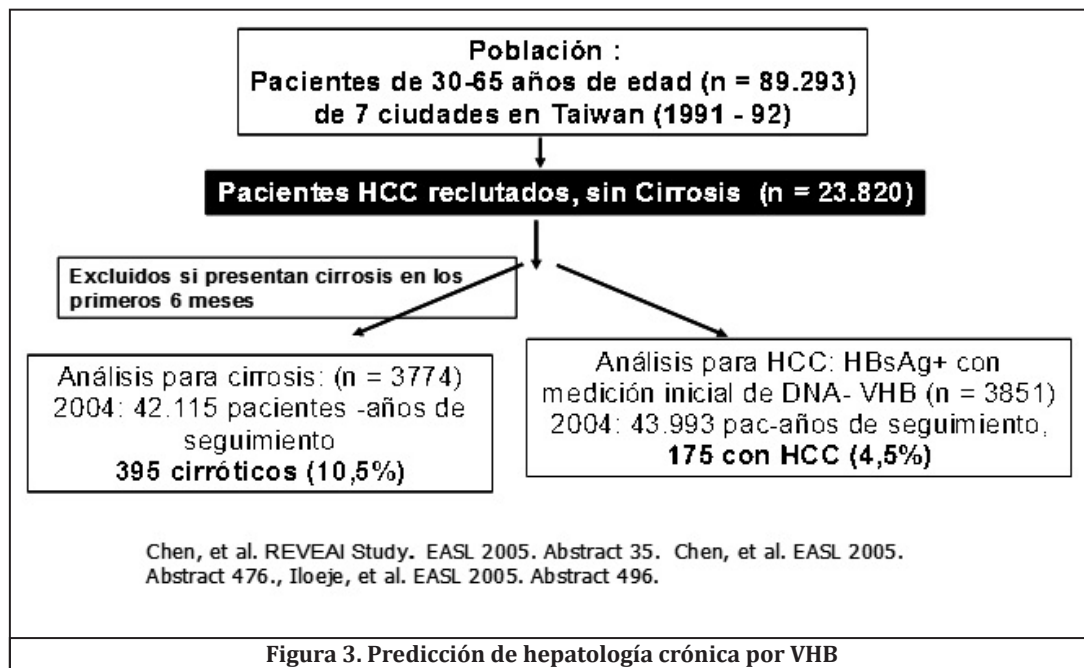 Población :
Pacientes de 30-65 años de edad (n = 89.293)
de 7 ciudades en Taiwan (1991 - 92)
Pacientes HCC reclutados, sin Cirrosis (n = 23.820)
Excluidos si presentan cirrosis en los
primeros 6 meses
Análisis para cirrosis: (n = 3774)
2004: 42.115 pacientes -años de
seguimiento
395 cirróticos (10,5%)
Análisis para HCC: HBsAg+ con
medición inicial de DNA- VHB (n = 3851)
2004: 43.993 pac-años de seguimiento,
175 con HCC (4,5%)
Chen, et al. REVEAI Study. EASL 2005. Abstract 35. Chen, et al. EASL 2005.
Abstract 476., Iloeje, et al. EASL 2005. Abstract 496.
Figura 3. Predicción de hepatología crónica por VHB